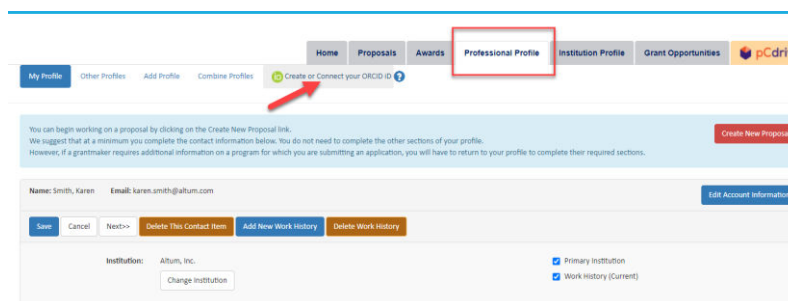 Home Proposals Awards Professional Profile Institution Profile Grant Opportunities pCdri
My Profile Other Profiles Add Profile Combine Profiles iD Create or Connect your ORCID iD ?
You can begin working on a proposal by clicking on the Create New Proposal link.
We suggest that at a minimum you complete the contact information below. You do not need to complete the other sections of your profile.
However, if a grantmaker requires additional information on a program for which you are submitting an application, you will have to return to your profile to complete their required sections.
Create New Proposa
Name: Smith, Karen Email: karen.smith@altum.com
Edit Account Information
Save Cancel Next>> Delete This Contact Item Add New Work History Delete Work History
Institution: Altum, Inc. Primary Institution
Change Institution Work History (Current)